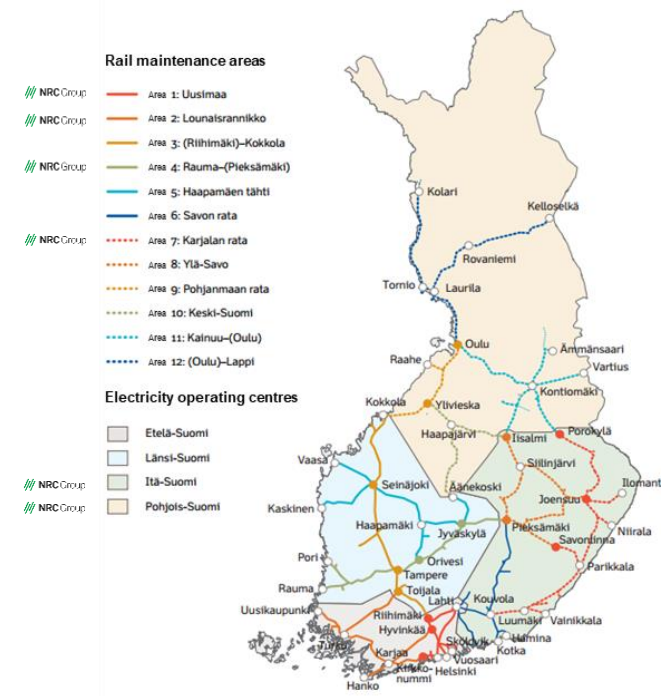 Rail maintenance areas
NRC Group Area 1: Uusimaa
NRC Group Area 2: Lounaisrannikko
Area 3: (Riihimäki)–Kokkola
NRC Group Area 4: Rauma–(Pieksämäki)
Area 5: Haapamäen tähti
Area 6: Savon rata
NRC Group Area 7: Karjalan rata
Area 8: Ylä-Savo
Area 9: Pohjanmaan rata
Area 10: Keski-Suomi
Area 11: Kainuu–(Oulu)
Area 12: (Oulu)–Lappi
Electricity operating centres
Etelä-Suomi
Länsi-Suomi
NRC Group Itä-Suomi
NRC Group Pohjois-Suomi
Kolari
Kelloselkä
Rovaniemi
Tornio
Laurila
Oulu
Ämmänsaari
Raahe
Vartius
Kontiomäki
Kokkola
Ylivieska
Haapajärvi
Iisalmi
Porokylä
Vaasa
Siilinjärvi
Seinäjoki
Äänekoski
Joensuu
Ilomant
Kaskinen
Haapamäki
Jyväskylä
Pieksämäki
Niirala
Savonlinna
Pori
Orivesi
Parikkala
Tampere
Rauma
Toijala
Lahti
Kouvola
Uusikaupunki
Riihimäki
Luumäki
Vainikkala
Hyvinkää
Turku
Sköldvik
Hamina
Kotka
Karjaa
Kirkko-
nummi
Vuosaari
Helsinki
Hanko